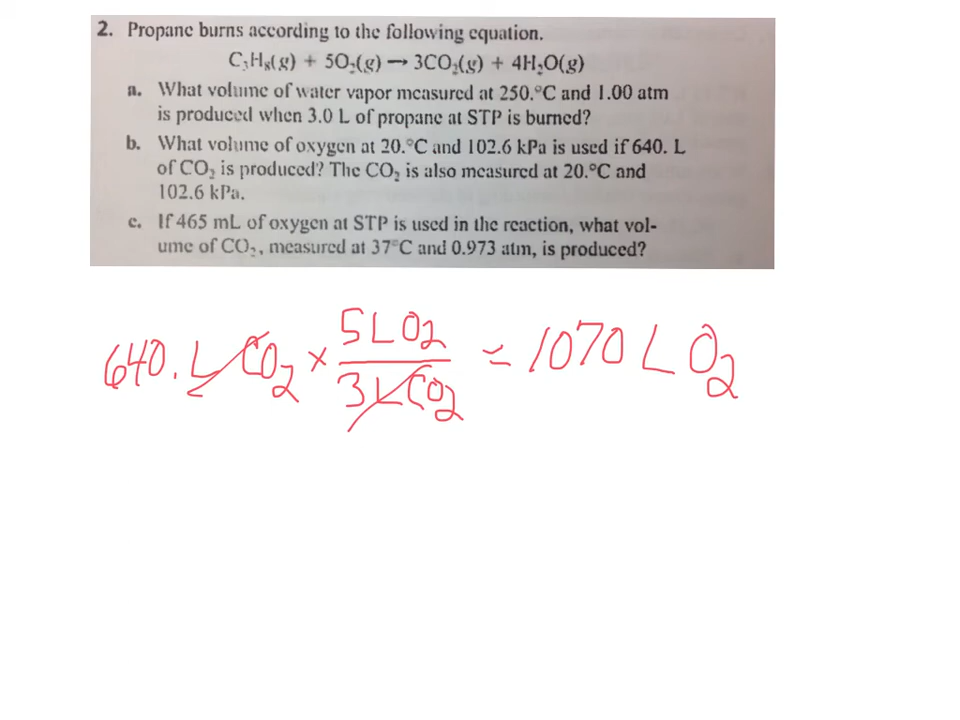 2. Propane burns according to the following equation.
C₃H₈(g) + 5O₂(g) → 3CO₂(g) + 4H₂O(g)
a. What volume of water vapor measured at 250.°C and 1.00 atm
is produced when 3.0 L of propane at STP is burned?
b. What volume of oxygen at 20.°C and 102.6 kPa is used if 640. L
of CO₂ is produced? The CO₂ is also measured at 20.°C and
102.6 kPa.
c. If 465 mL of oxygen at STP is used in the reaction, what vol-
ume of CO₂, measured at 37°C and 0.973 atm, is produced?
5 L O₂
640. L CO₂ × = 1070 L O₂
3 L CO₂